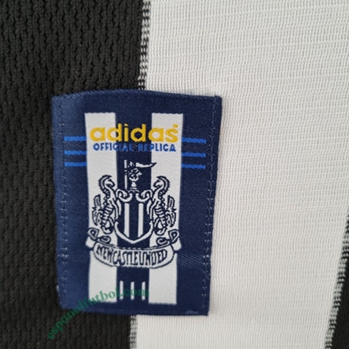 adidas
OFFICIAL REPLICA
NEWCASTLE UNITED